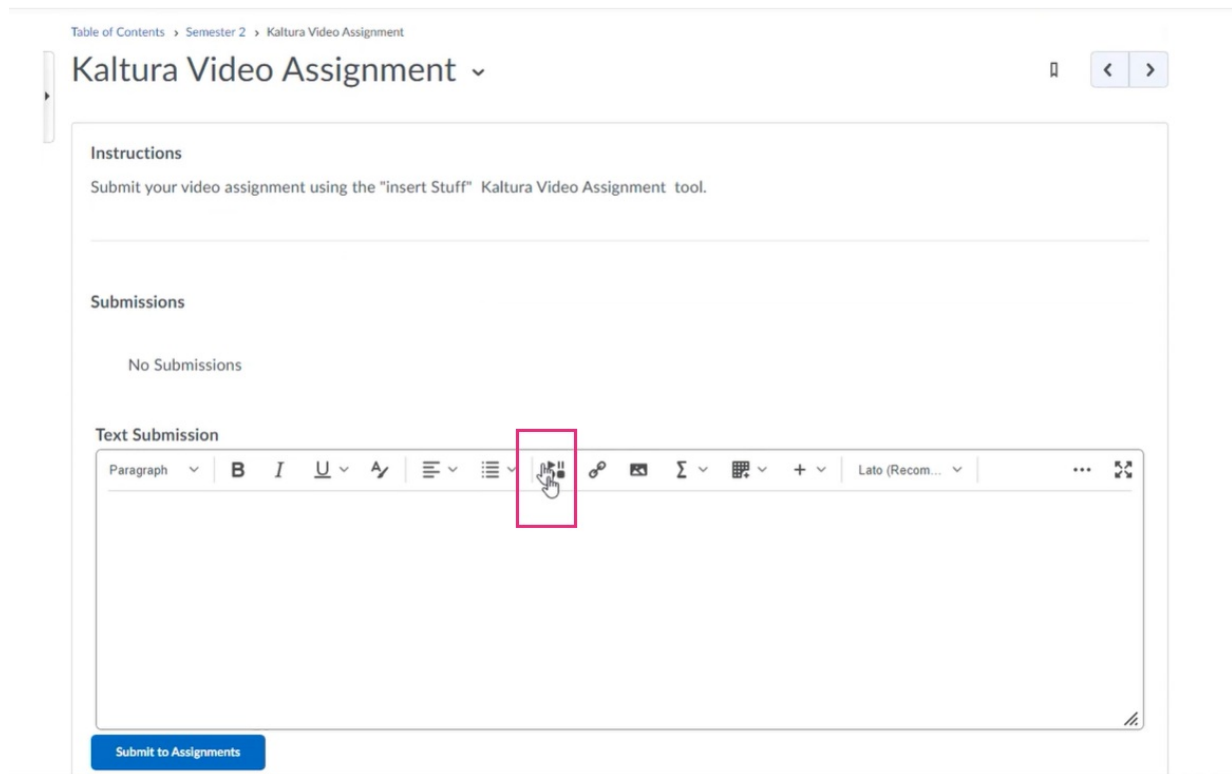 Table of Contents › Semester 2 › Kaltura Video Assignment
Kaltura Video Assignment
Instructions
Submit your video assignment using the "insert Stuff" Kaltura Video Assignment tool.
Submissions
No Submissions
Text Submission
Paragraph B I U A Σ + Lato (Recom... ...
Submit to Assignments